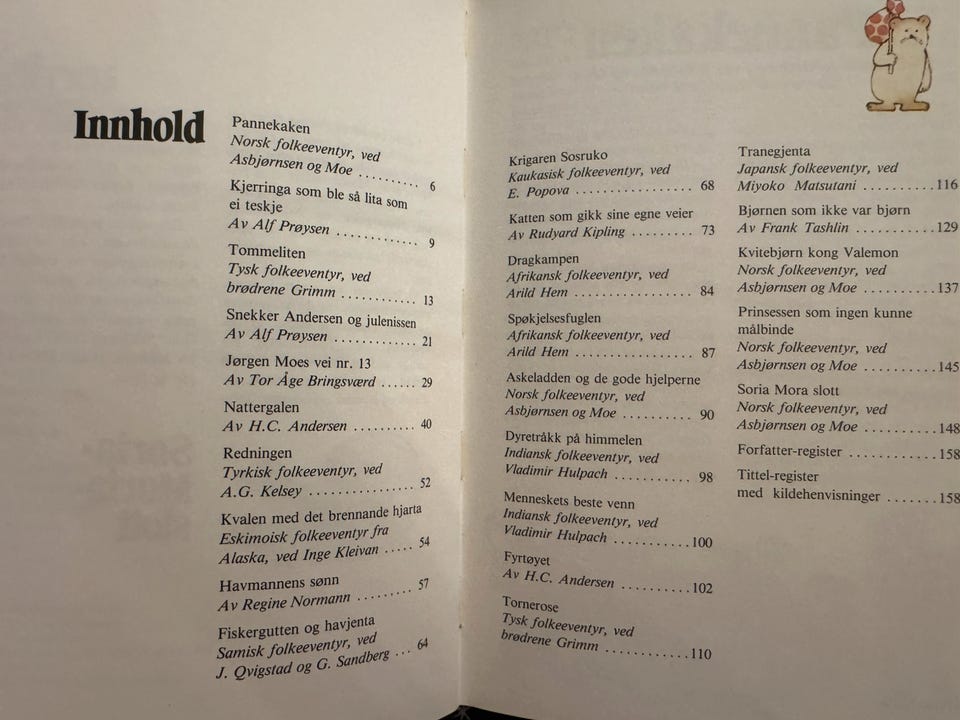 Innhold
Pannekaken
Norsk folkeeventyr, ved
Asbjørnsen og Moe .......... 6
Kjerringa som ble så lita som
ei teskje
Av Alf Prøysen ............ 9
Tommeliten
Tysk folkeeventyr, ved
brødrene Grimm ........... 13
Snekker Andersen og julenissen
Av Alf Prøysen ............ 21
Jørgen Moes vei nr. 13
Av Tor Åge Bringsværd ...... 29
Nattergalen
Av H.C. Andersen .......... 40
Redningen
Tyrkisk folkeeventyr, ved
A.G. Kelsey ................ 52
Kvalen med det brennande hjarta
Eskimoisk folkeeventyr fra
Alaska, ved Inge Kleivan ..... 54
Havmannens sønn
Av Regine Normann ......... 57
Fiskergutten og havjenta
Samisk folkeeventyr, ved
J. Qvigstad og G. Sandberg ... 64
Krigaren Sosruko
Kaukasisk folkeeventyr, ved
E. Popova ................. 68
Katten som gikk sine egne veier
Av Rudyard Kipling ......... 73
Dragkampen
Afrikansk folkeeventyr, ved
Arild Hem ................. 84
Spøkjelsesfuglen
Afrikansk folkeeventyr, ved
Arild Hem ................. 87
Askeladden og de gode hjelperne
Norsk folkeeventyr, ved
Asbjørnsen og Moe .......... 90
Dyretråkk på himmelen
Indiansk folkeeventyr, ved
Vladimir Hulpach ........... 98
Menneskets beste venn
Indiansk folkeeventyr, ved
Vladimir Hulpach ...........100
Fyrtøyet
Av H.C. Andersen ..........102
Tornerose
Tysk folkeeventyr, ved
brødrene Grimm ............110
Tranegjenta
Japansk folkeeventyr, ved
Miyoko Matsutani ..........116
Bjørnen som ikke var bjørn
Av Frank Tashlin ...........129
Kvitebjørn kong Valemon
Norsk folkeeventyr, ved
Asbjørnsen og Moe ..........137
Prinsessen som ingen kunne
målbinde
Norsk folkeeventyr, ved
Asbjørnsen og Moe ..........145
Soria Mora slott
Norsk folkeeventyr, ved
Asbjørnsen og Moe ..........148
Forfatter-register ............158
Tittel-register
med kildehenvisninger .......158